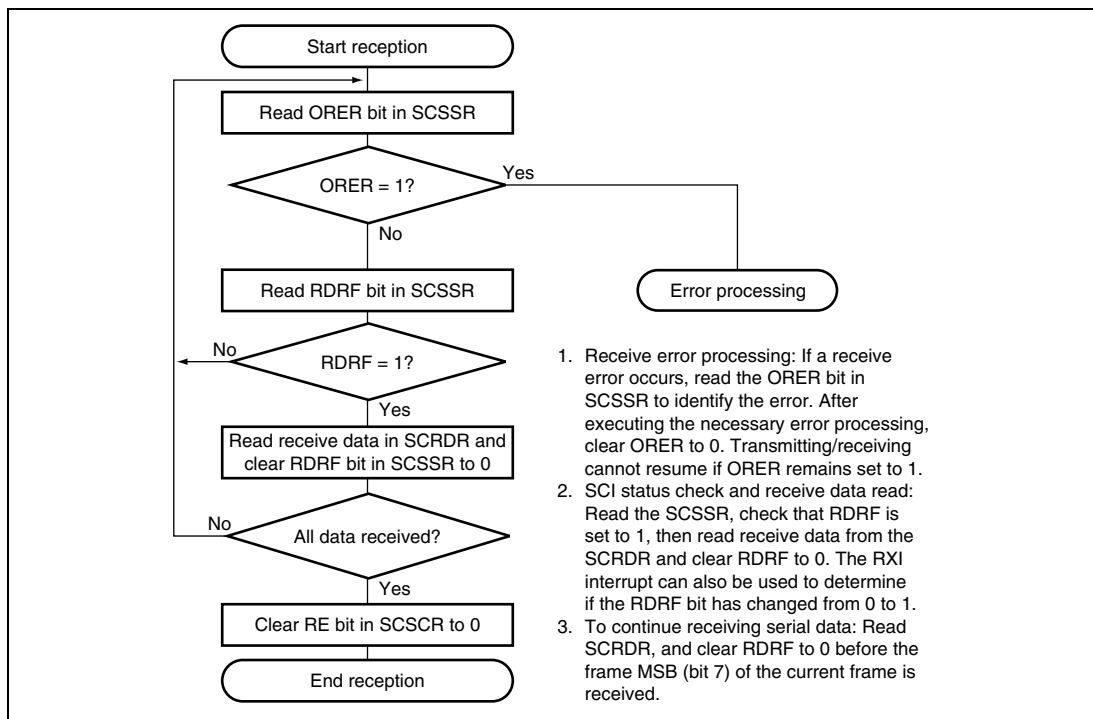 Start reception
Read ORER bit in SCSSR
ORER = 1?
Yes
No
Read RDRF bit in SCSSR
Error processing
No
RDRF = 1?
Yes
Read receive data in SCRDR and
clear RDRF bit in SCSSR to 0
No
All data received?
Yes
Clear RE bit in SCSCR to 0
End reception
1. Receive error processing: If a receive
error occurs, read the ORER bit in
SCSSR to identify the error. After
executing the necessary error processing,
clear ORER to 0. Transmitting/receiving
cannot resume if ORER remains set to 1.
2. SCI status check and receive data read:
Read the SCSSR, check that RDRF is
set to 1, then read receive data from the
SCRDR and clear RDRF to 0. The RXI
interrupt can also be used to determine
if the RDRF bit has changed from 0 to 1.
3. To continue receiving serial data: Read
SCRDR, and clear RDRF to 0 before the
frame MSB (bit 7) of the current frame is
received.